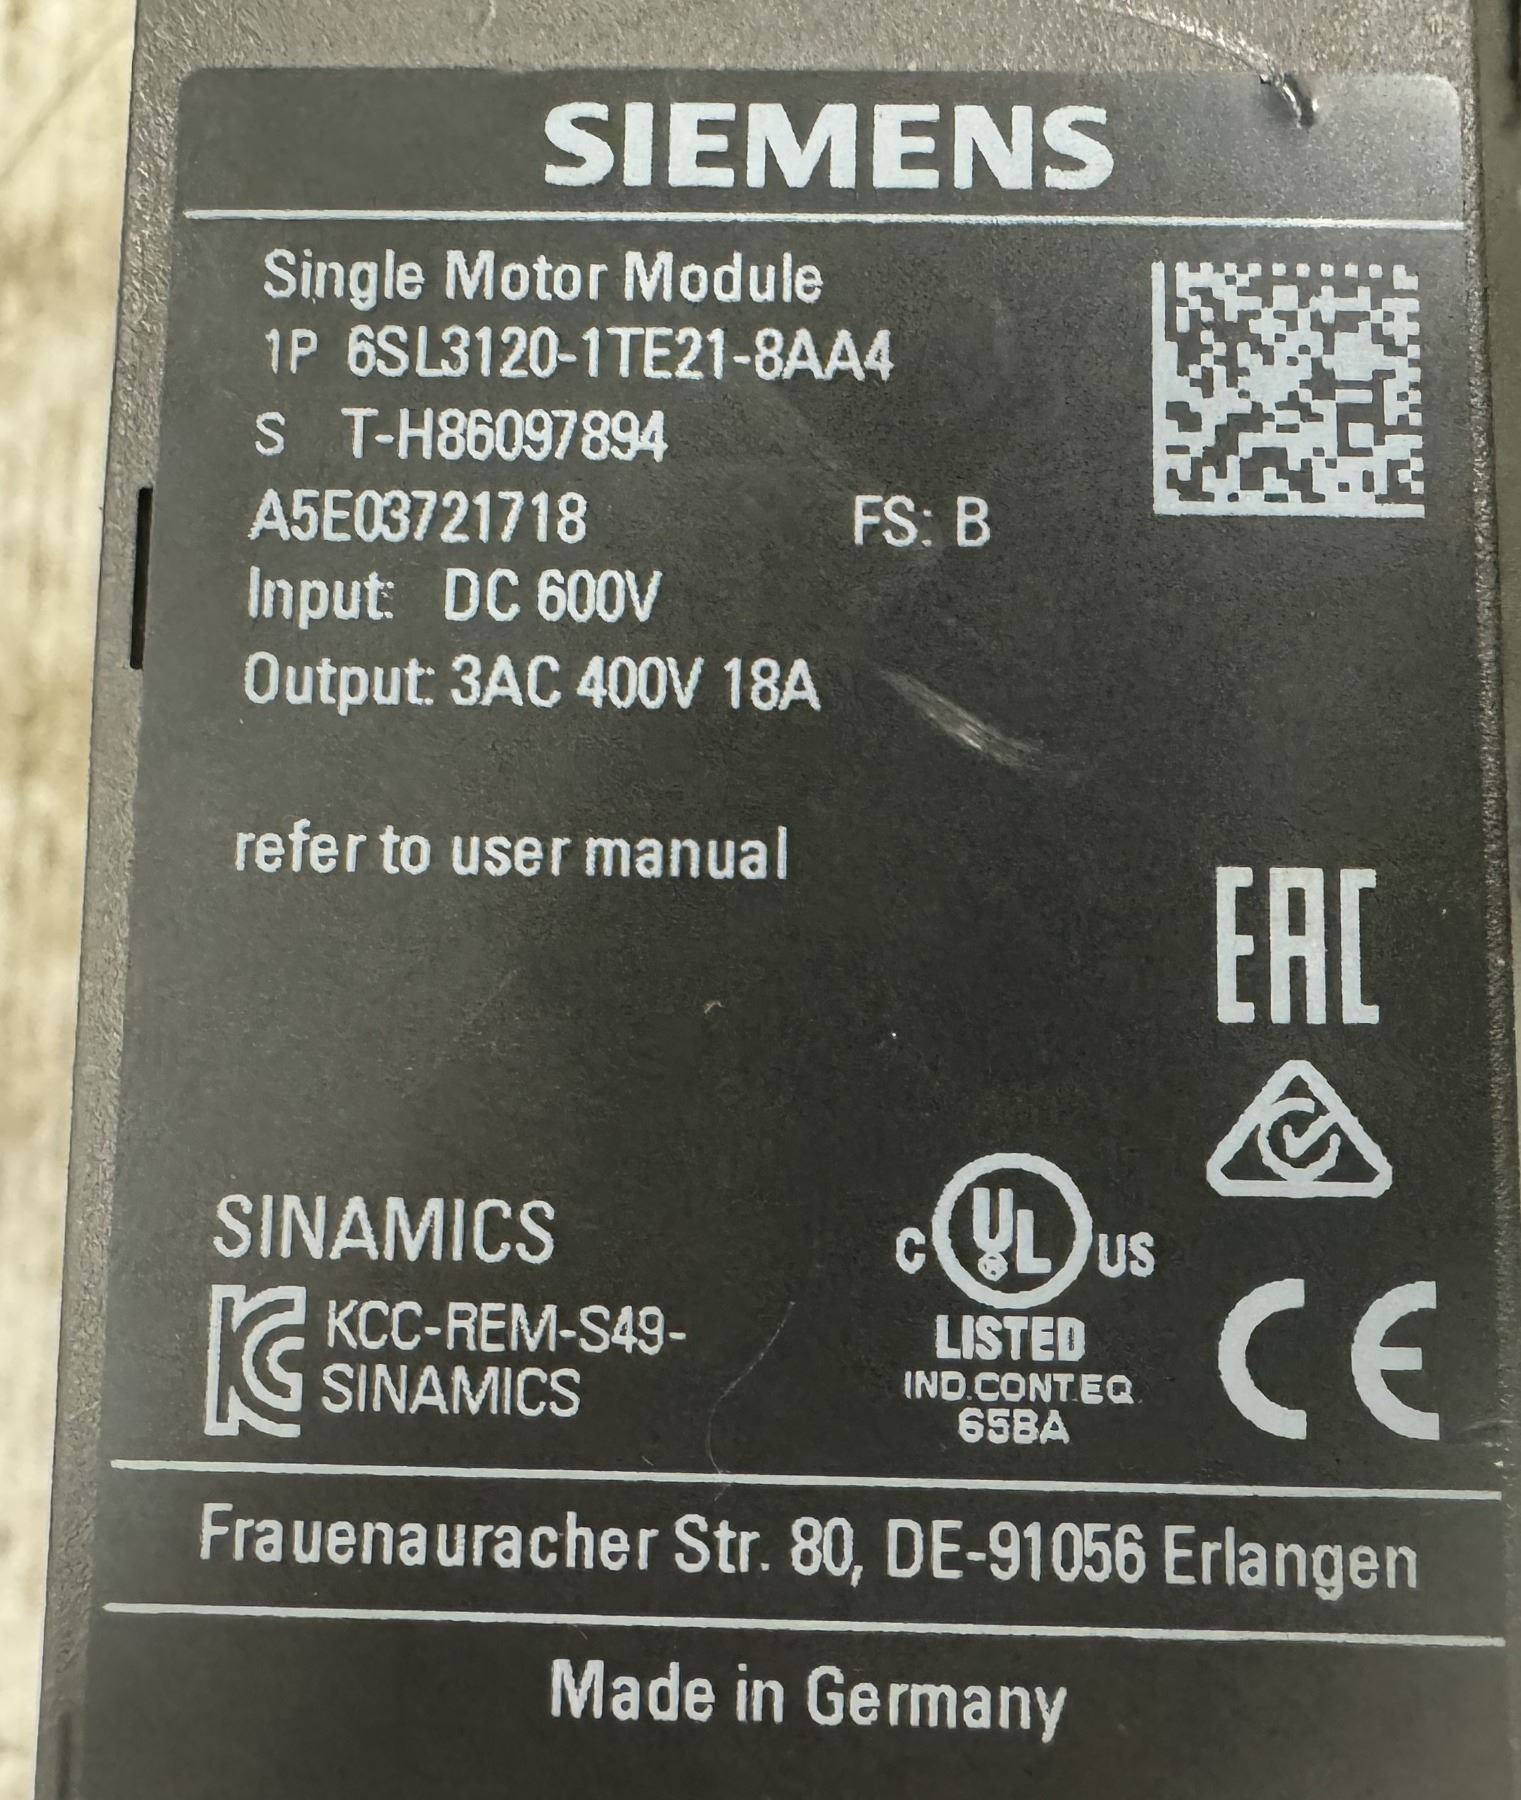 SIEMENS
Single Motor Module
1P 6SL3120-1TE21-8AA4
S T-H86097894
A5E03721718 FS: B
Input: DC 600V
Output: 3AC 400V 18A
refer to user manual
EAC
SINAMICS
C UL US
LISTED
KCC-REM-S49-
SINAMICS
IND.CONT.EQ.
65BA
CE
Frauenauracher Str. 80, DE-91056 Erlangen
Made in Germany